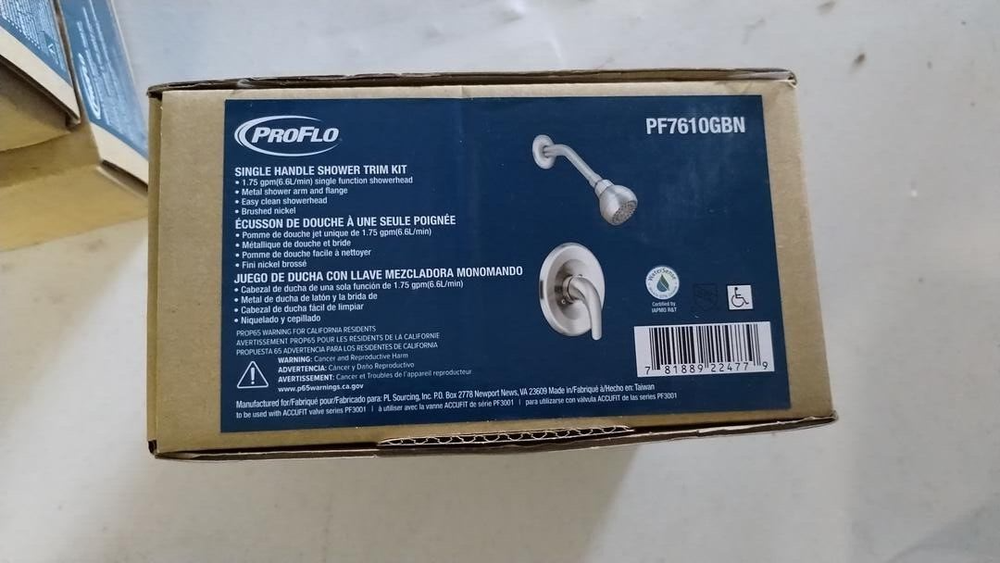 PROFLO
PF7610GBN
SINGLE HANDLE SHOWER TRIM KIT
• 1.75 gpm(6.6L/min) single function showerhead
• Metal shower arm and flange
• Easy clean showerhead
• Brushed nickel
ÉCUSSON DE DOUCHE À UNE SEULE POIGNÉE
• Pomme de douche jet unique de 1.75 gpm(6.6L/min)
• Métallique de douche et bride
• Pomme de douche facile à nettoyer
• Fini nickel brossé
JUEGO DE DUCHA CON LLAVE MEZCLADORA MONOMANDO
• Cabezal de ducha de una sola función de 1.75 gpm(6.6L/min)
• Metal de ducha de latón y la brida de
• Cabezal de ducha fácil de limpiar
• Niquelado y cepillado
PROP65 WARNING FOR CALIFORNIA RESIDENTS
AVERTISSEMENT PROP65 POUR LES RÉSIDENTS DE LA CALIFORNIE
PROPUESTA 65 ADVERTENCIA PARA LOS RESIDENTES DE CALIFORNIA
WARNING: Cancer and Reproductive Harm
ADVERTENCIA: Cáncer y Daño Reproductivo
AVERTISSEMENT: Cancer et Troubles de l'appareil reproducteur
www.p65warnings.ca.gov
WaterSense
Certified by
IAPMO R&T
7 81889 22477 9
Manufactured for/Fabriqué pour/Fabricado para: PL Sourcing, Inc. P.O. Box 2778 Newport News, VA 23609 Made in/Fabriqué à/Hecho en: Taiwan
to be used with ACCUFIT valve series PF3001 | à utiliser avec la vanne ACCUFIT de série PF3001 | para utilizarse con válvula ACCUFIT de las series PF3001